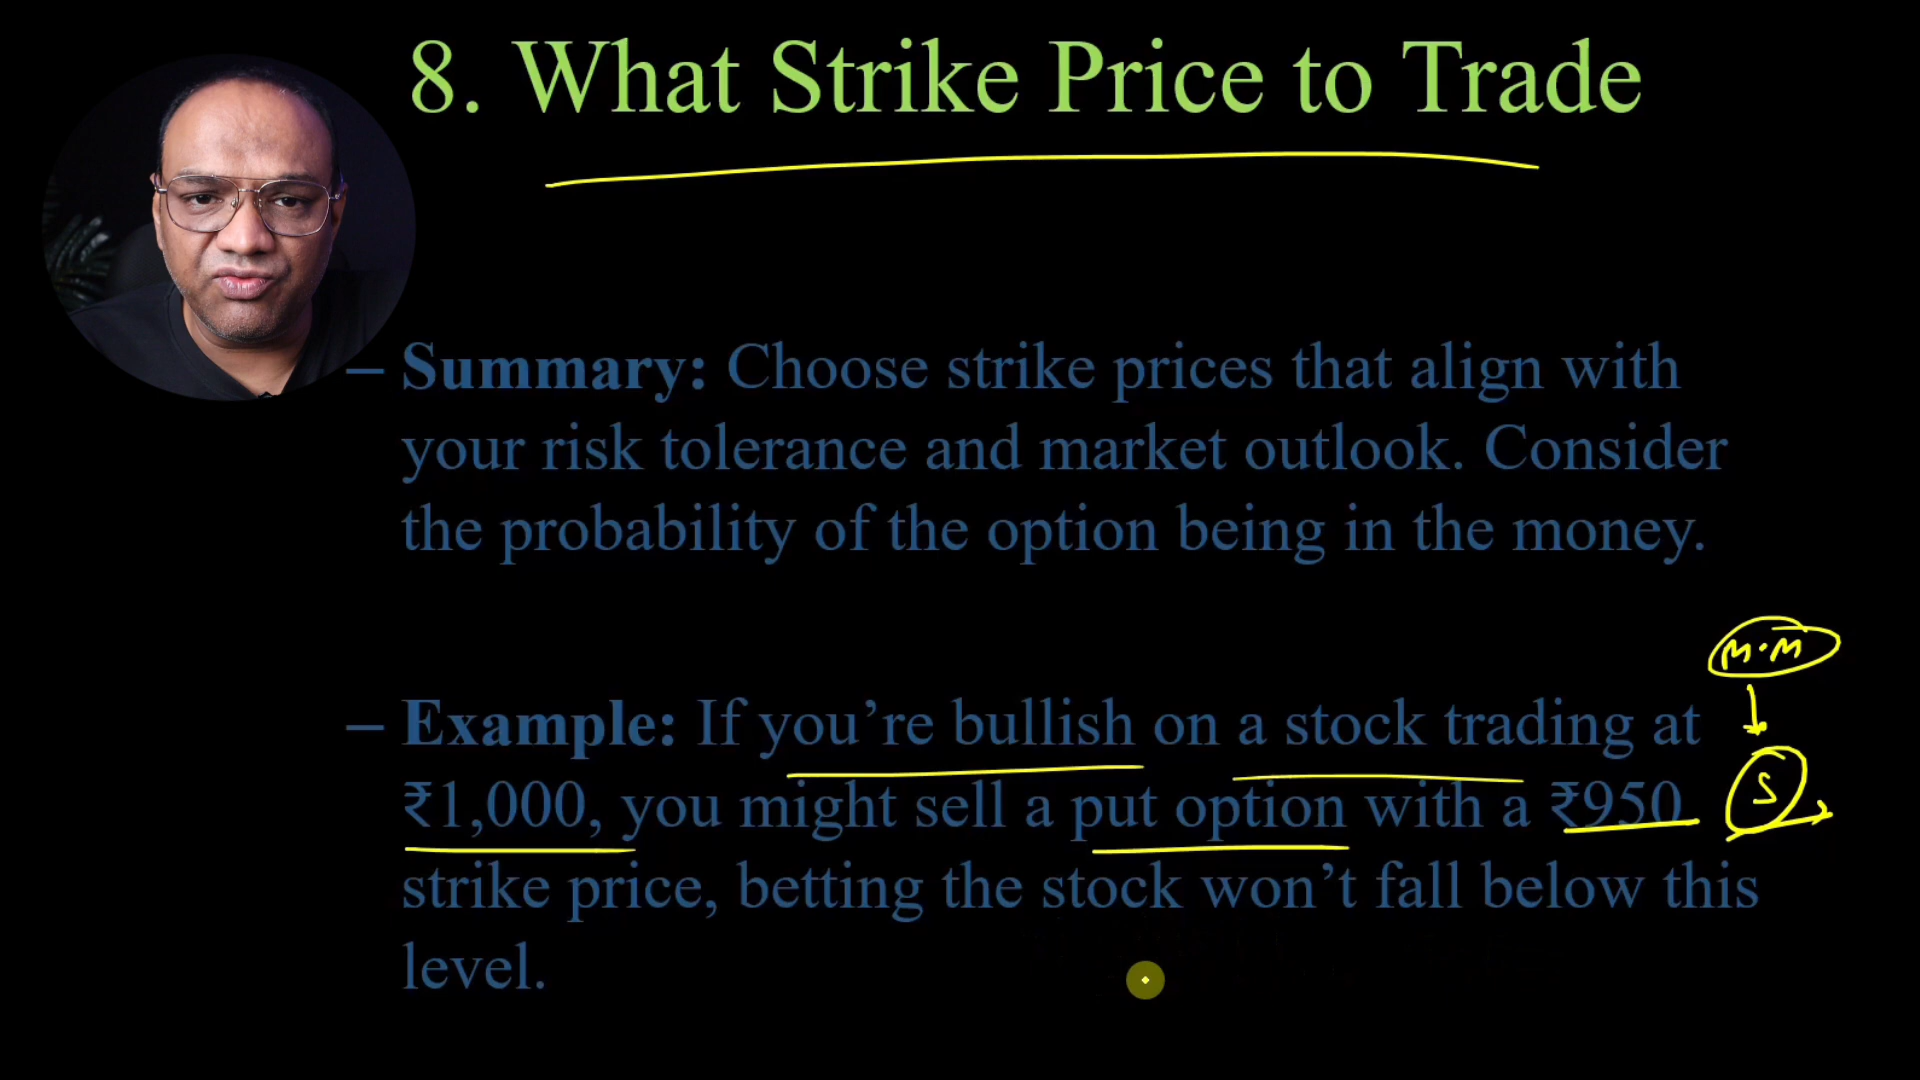 8. What Strike Price to Trade
– Summary: Choose strike prices that align with
your risk tolerance and market outlook. Consider
the probability of the option being in the money.
M.M
– Example: If you’re bullish on a stock trading at
₹1,000, you might sell a put option with a ₹950
S
strike price, betting the stock won’t fall below this
level.